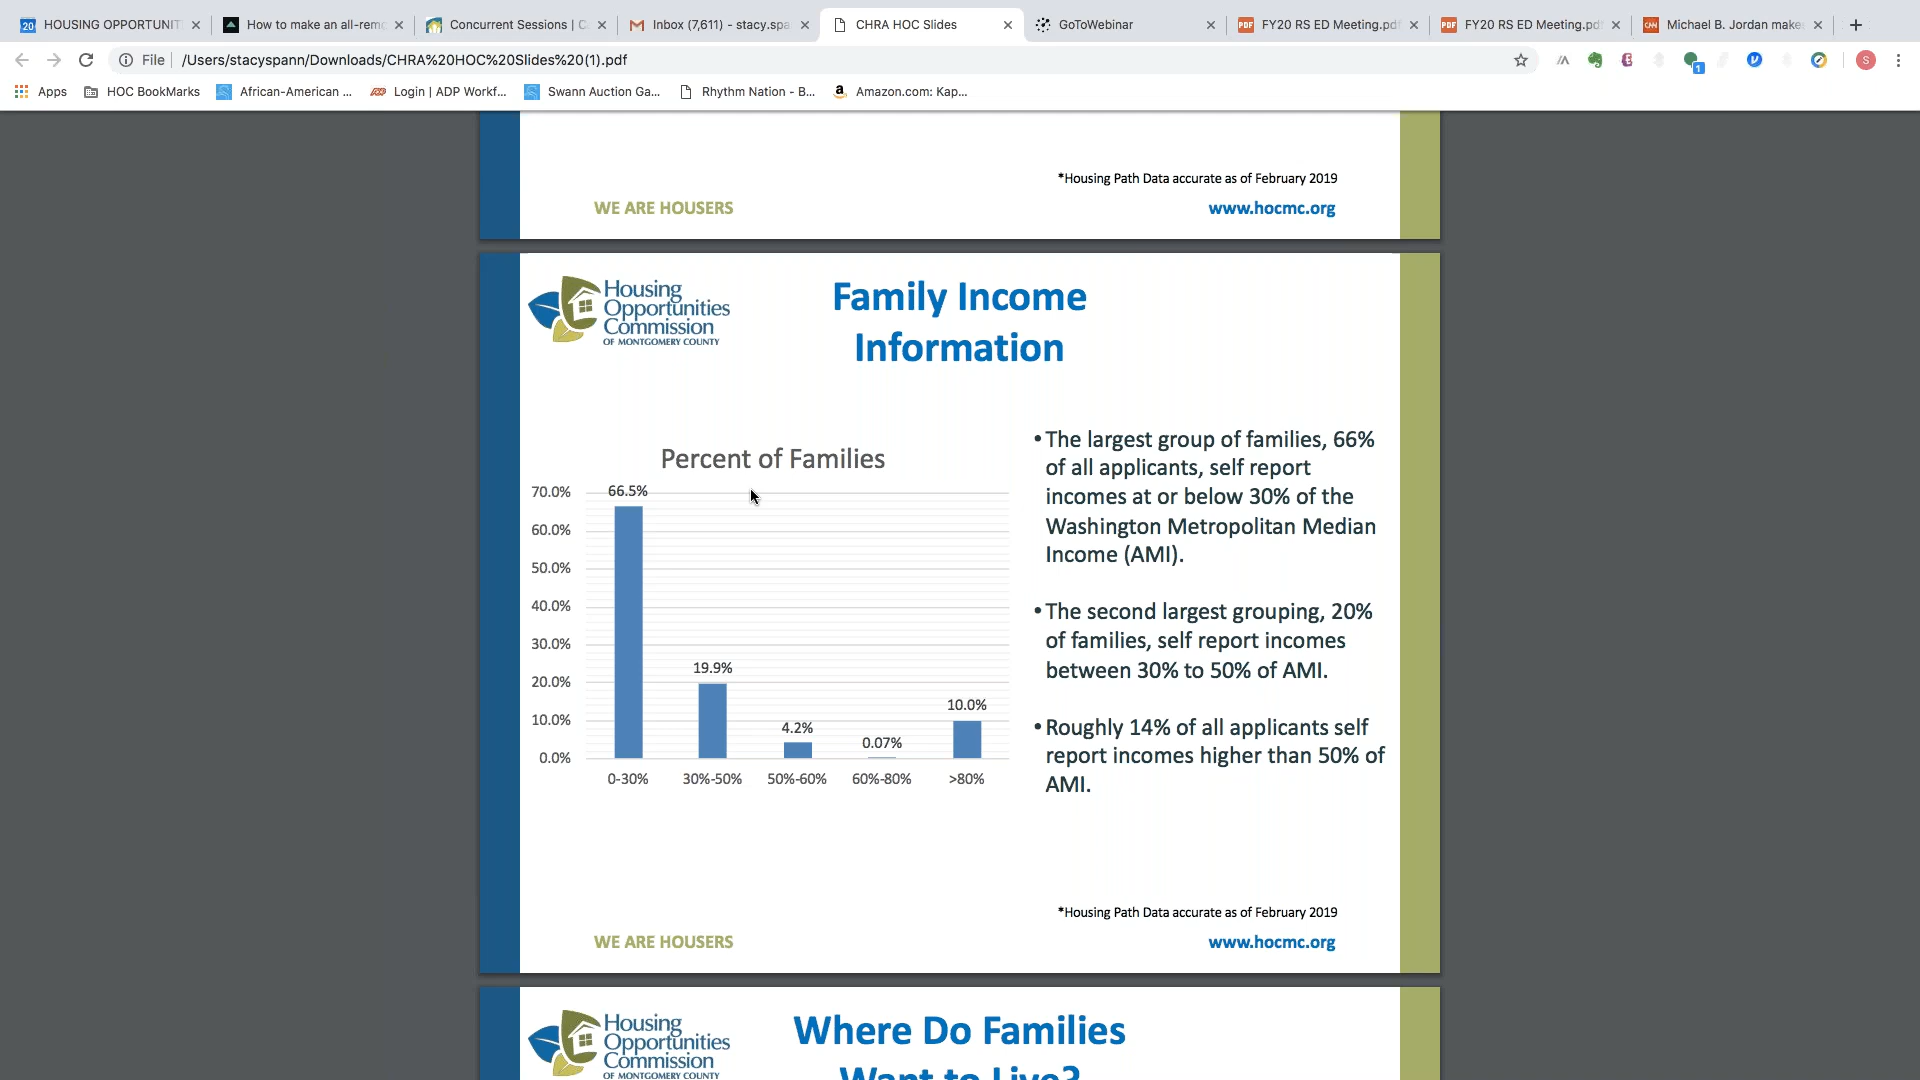 HOUSING OPPORTUNIT
How to make an all-remo
Concurrent Sessions | C
Inbox (7,611) - stacy.spa
CHRA HOC Slides
GoToWebinar
FY20 RS ED Meeting.pdf
FY20 RS ED Meeting.pdf
Michael B. Jordan make
File
/Users/stacyspann/Downloads/CHRA%20HOC%20Slides%20(1).pdf
Apps
HOC BookMarks
African-American ...
Login | ADP Workf...
Swann Auction Ga...
Rhythm Nation - B...
Amazon.com: Kap...
*Housing Path Data accurate as of February 2019
WE ARE HOUSERS
www.hocmc.org
Housing
Opportunities
Commission
OF MONTGOMERY COUNTY
Family Income
Information
Percent of Families
70.0%
60.0%
50.0%
40.0%
30.0%
20.0%
10.0%
0.0%
66.5%
19.9%
4.2%
0.07%
10.0%
0-30%
30%-50%
50%-60%
60%-80%
>80%
•The largest group of families, 66%
of all applicants, self report
incomes at or below 30% of the
Washington Metropolitan Median
Income (AMI).
•The second largest grouping, 20%
of families, self report incomes
between 30% to 50% of AMI.
•Roughly 14% of all applicants self
report incomes higher than 50% of
AMI.
*Housing Path Data accurate as of February 2019
WE ARE HOUSERS
www.hocmc.org
Housing
Opportunities
Commission
OF MONTGOMERY COUNTY
Where Do Families
Want to Live?